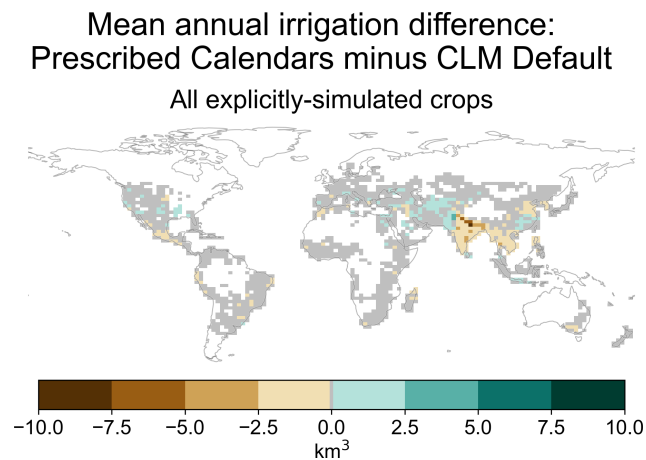 Mean annual irrigation difference:
Prescribed Calendars minus CLM Default
All explicitly-simulated crops
−10.0 −7.5 −5.0 −2.5 0.0 2.5 5.0 7.5 10.0
km³